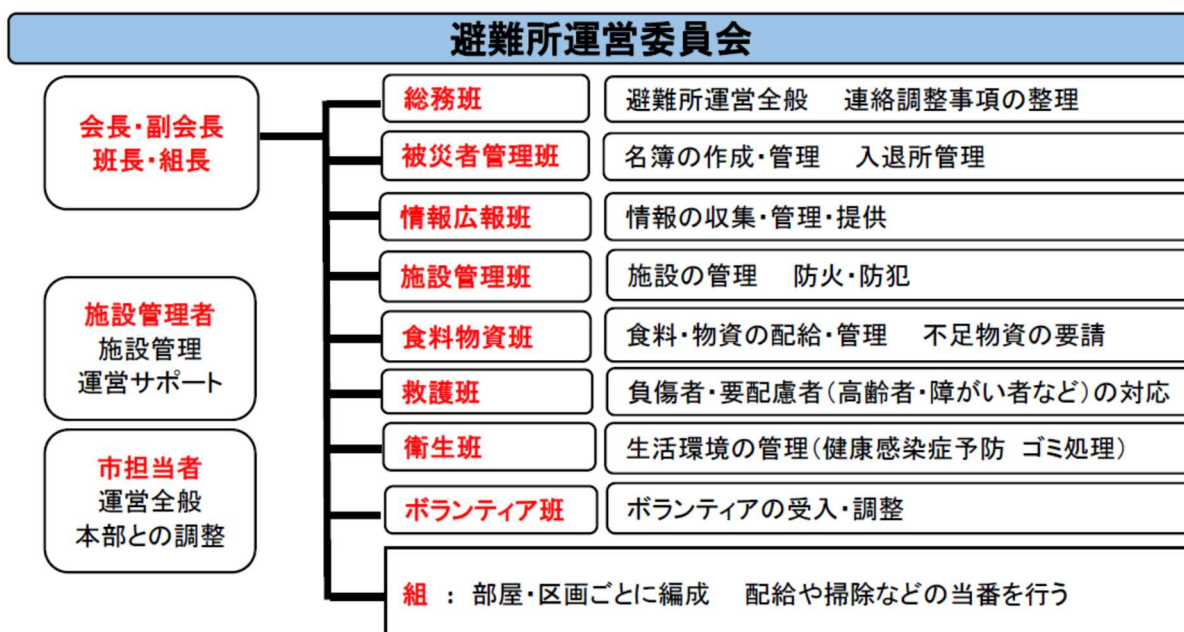 避難所運営委員会
会長・副会長
班長・組長
総務班
避難所運営全般 連絡調整事項の整理
被災者管理班
名簿の作成・管理 入退所管理
情報広報班
情報の収集・管理・提供
施設管理班
施設の管理 防火・防犯
施設管理者
施設管理
運営サポート
食料物資班
食料・物資の配給・管理 不足物資の要請
救護班
負傷者・要配慮者(高齢者・障がい者など)の対応
市担当者
運営全般
本部との調整
衛生班
生活環境の管理(健康感染症予防 ゴミ処理)
ボランティア班
ボランティアの受入・調整
組 : 部屋・区画ごとに編成 配給や掃除などの当番を行う